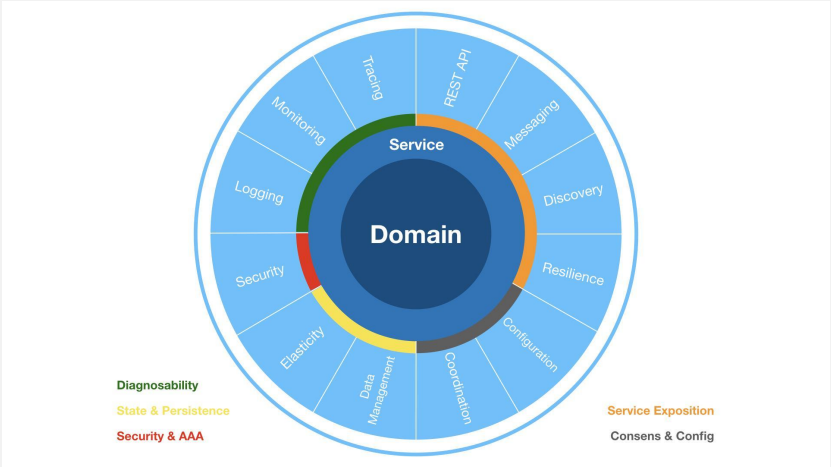 Tracing
REST API
Monitoring
Messaging
Service
Logging
Discovery
Domain
Security
Resilience
Elasticity
Configuration
Data
Management
Coordination
Diagnosability
State & Persistence
Service Exposition
Security & AAA
Consens & Config